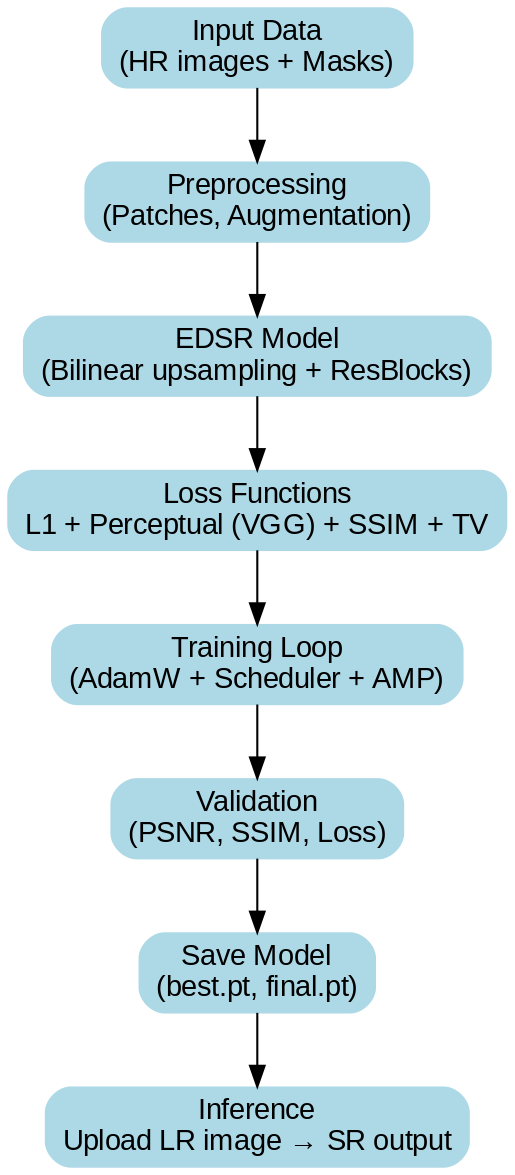 Input Data
(HR images + Masks)
Preprocessing
(Patches, Augmentation)
EDSR Model
(Bilinear upsampling + ResBlocks)
Loss Functions
L1 + Perceptual (VGG) + SSIM + TV
Training Loop
(AdamW + Scheduler + AMP)
Validation
(PSNR, SSIM, Loss)
Save Model
(best.pt, final.pt)
Inference
Upload LR image → SR output